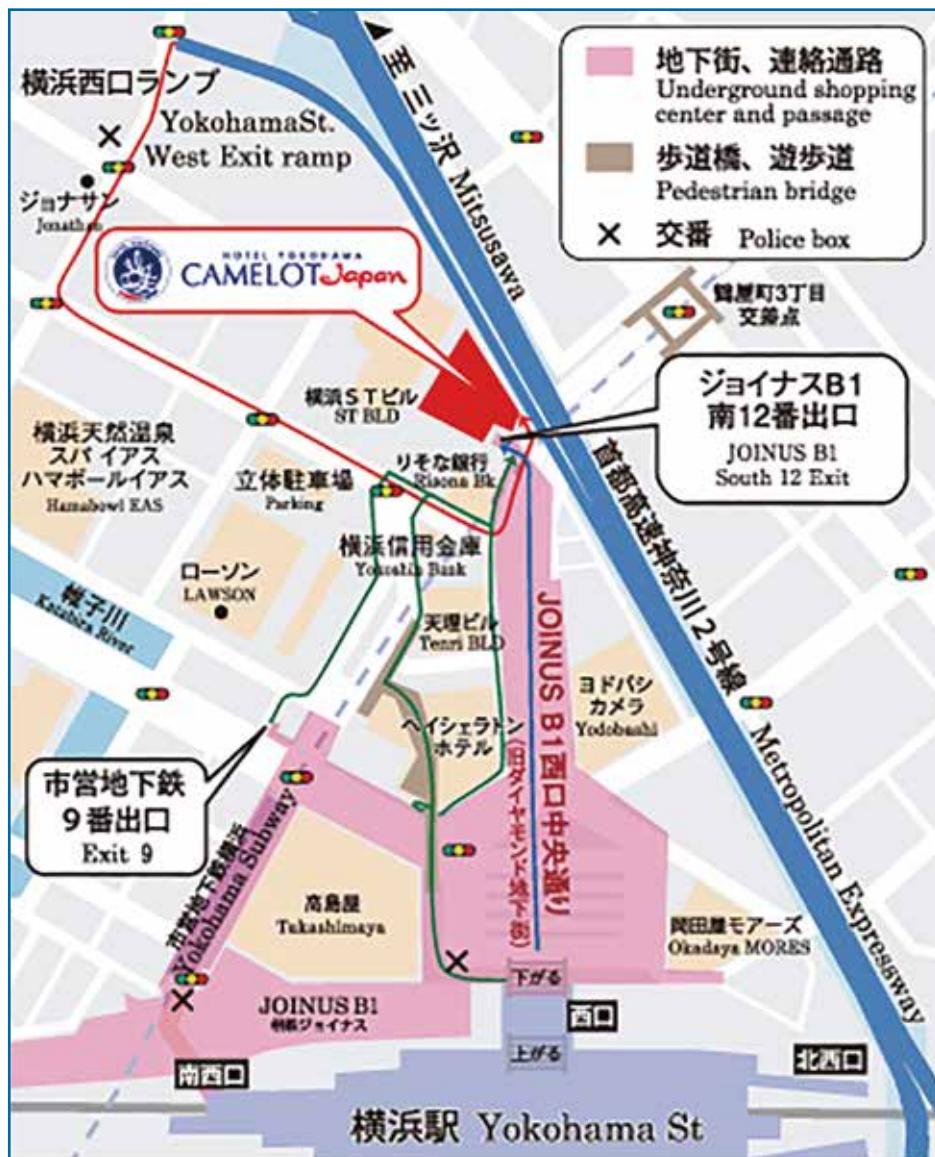 地下街、連絡通路
Underground shopping
center and passage
歩道橋、遊歩道
Pedestrian bridge
交番 Police box
至三ッ沢 Mitsusawa
横浜西口ランプ
YokohamaSt.
West Exit ramp
ジョナサン
Jonathan
HOTEL YOKOHAMA
CAMELOT Japan
鶴屋町3丁目
交差点
横浜STビル
ST BLD
ジョイナスB1
南12番出口
JOINUS B1
South 12 Exit
横浜天然温泉
スパ イアス
ハマボールイアス
Hamabowl EAS
立体駐車場
Parking
りそな銀行
Risona Bk
横浜信用金庫
Yokoshin Bank
ローソン
LAWSON
帷子川
Katabira River
天理ビル
Tenri BLD
ヨドバシ
カメラ
Yodobashi
首都高速神奈川2号線 Metropolitan Expressway
ベイシェラトン
ホテル
JOINUS B1西口中央通り
(旧ダイヤモンド地下街)
市営地下鉄
9番出口
Exit 9
市営地下鉄横浜
Yokohama Subway
高島屋
Takashimaya
岡田屋モアーズ
Okadaya MORES
下がる
西口
上がる
JOINUS B1
相鉄ジョイナス
南西口
北西口
横浜駅 Yokohama St